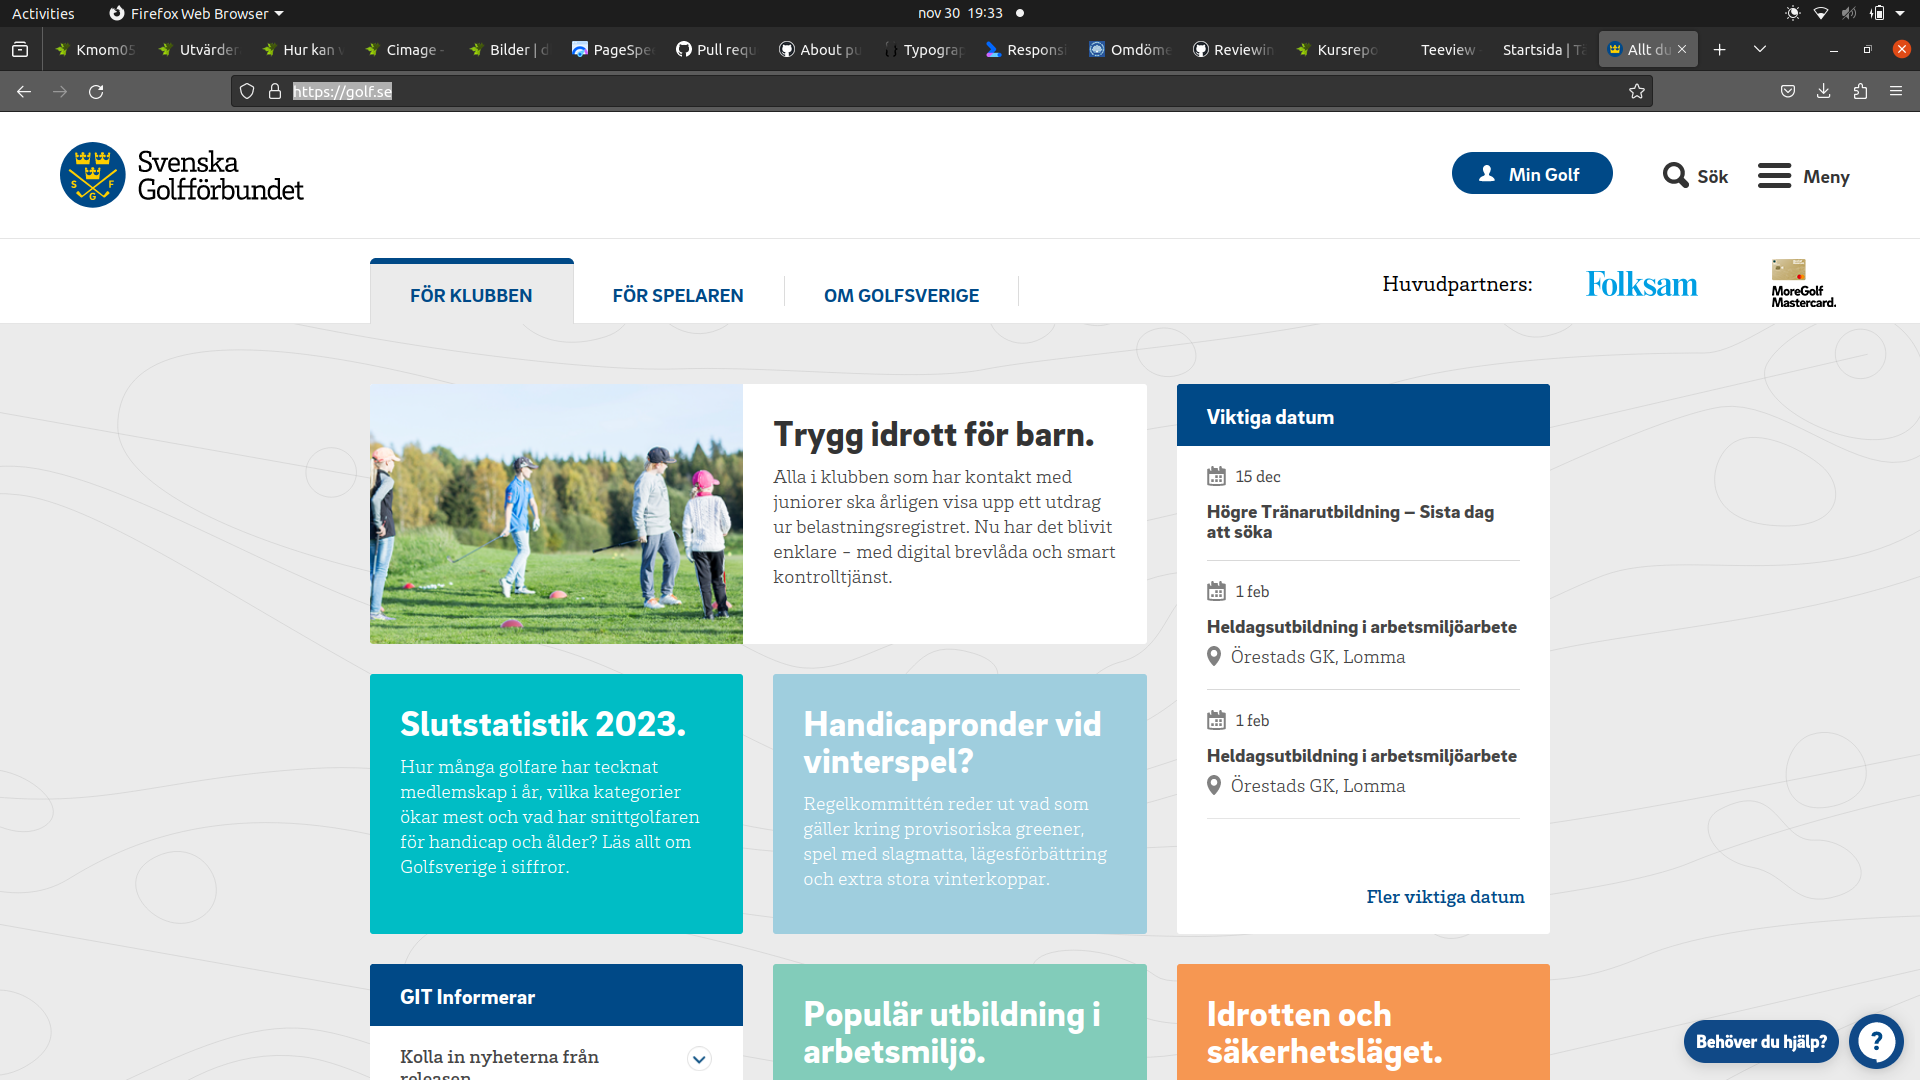 Activities
Firefox Web Browser
nov 30 19:33
Kmom05
Utvärder
Hur kan v
Cimage -
Bilder | d
PageSpee
Pull requ
About pu
Typograp
Responsi
Omdöme
Reviewin
Kursrepo
Teeview
Startsida | Tä
Allt du
https://golf.se
Svenska
Golfförbundet
S G F
Min Golf
Sök
Meny
FÖR KLUBBEN
FÖR SPELAREN
OM GOLFSVERIGE
Huvudpartners:
Folksam
MoreGolf
Mastercard.
Trygg idrott för barn.
Alla i klubben som har kontakt med
juniorer ska årligen visa upp ett utdrag
ur belastningsregistret. Nu har det blivit
enklare – med digital brevlåda och smart
kontrolltjänst.
Viktiga datum
15 dec
Högre Tränarutbildning – Sista dag
att söka
1 feb
Heldagsutbildning i arbetsmiljöarbete
Örestads GK, Lomma
1 feb
Heldagsutbildning i arbetsmiljöarbete
Örestads GK, Lomma
Fler viktiga datum
Slutstatistik 2023.
Hur många golfare har tecknat
medlemskap i år, vilka kategorier
ökar mest och vad har snittgolfaren
för handicap och ålder? Läs allt om
Golfsverige i siffror.
Handicapronder vid
vinterspel?
Regelkommittén reder ut vad som
gäller kring provisoriska greener,
spel med slagmatta, lägesförbättring
och extra stora vinterkoppar.
GIT Informerar
Kolla in nyheterna från
releasen
Populär utbildning i
arbetsmiljö.
Idrotten och
säkerhetsläget.
Behöver du hjälp?
?